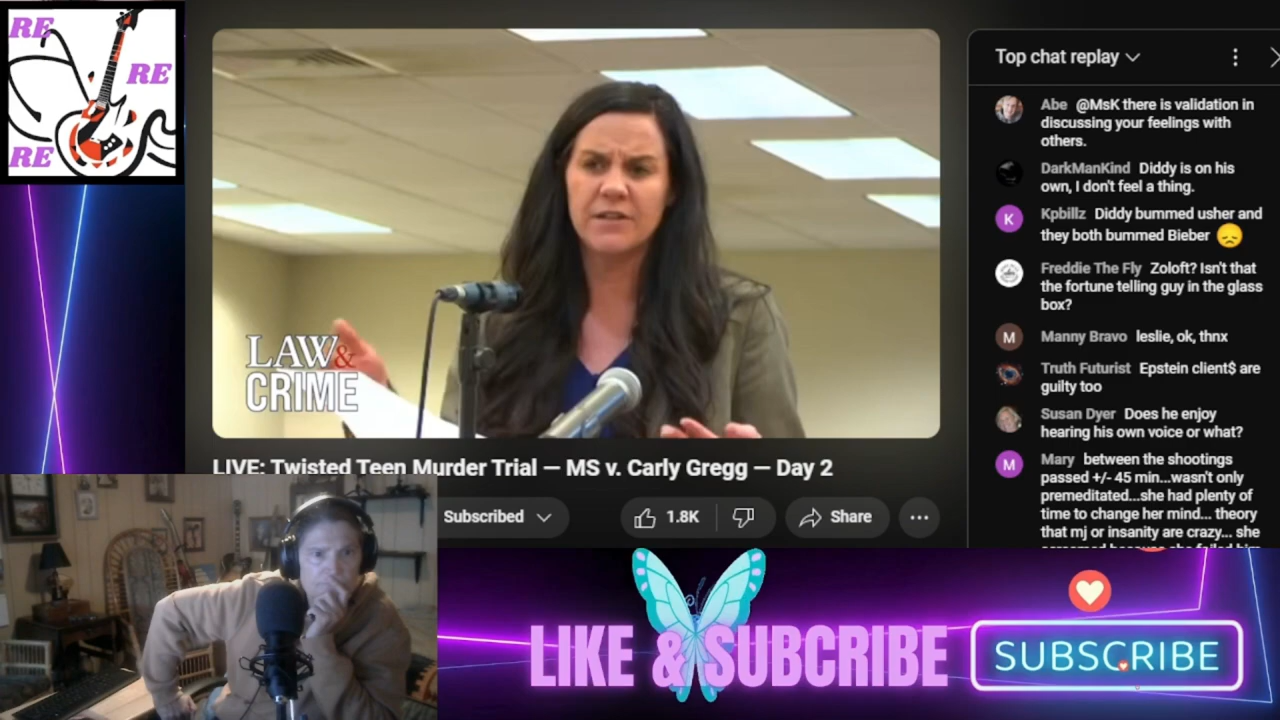 RE
RE
RE
LAW&
CRIME
LIVE: Twisted Teen Murder Trial — MS v. Carly Gregg — Day 2
Subscribed
1.8K
Share
Top chat replay
Abe @MsK there is validation in
discussing your feelings with
others.
DarkManKind Diddy is on his
own, I don't feel a thing.
K
Kpbillz Diddy bummed usher and
they both bummed Bieber 😞
Freddie The Fly Zoloft? Isn't that
the fortune telling guy in the glass
box?
M
Manny Bravo leslie, ok, thnx
Truth Futurist Epstein client$ are
guilty too
Susan Dyer Does he enjoy
hearing his own voice or what?
M
Mary between the shootings
passed +/- 45 min...wasn't only
premeditated...she had plenty of
time to change her mind... theory
that mj or insanity are crazy... she
LIKE & SUBCRIBE
SUBSCRIBE